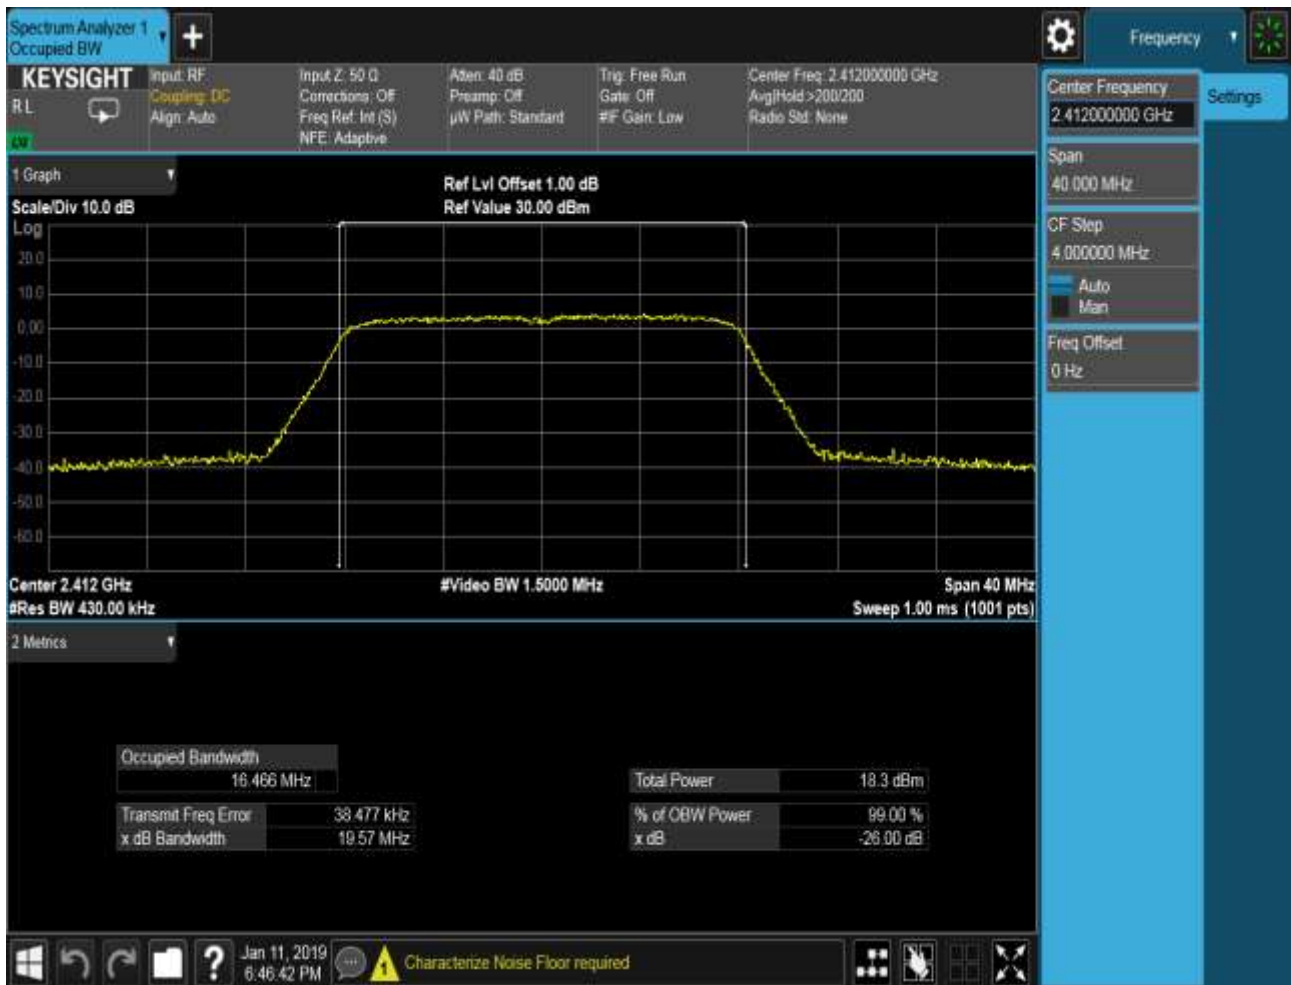 Spectrum Analyzer 1
Occupied BW
Frequency
KEYSIGHT
R L
Input: RF
Coupling: DC
Align: Auto
Input Z: 50 Ω
Corrections: Off
Freq Ref: Int (S)
NFE: Adaptive
Atten: 40 dB
Preamp: Off
µW Path: Standard
Trig: Free Run
Gate: Off
#IF Gain: Low
Center Freq: 2.412000000 GHz
Avg|Hold:>200/200
Radio Std: None
Center Frequency
2.412000000 GHz
Settings
Span
40.000 MHz
CF Step
4.000000 MHz
Auto
Man
Freq Offset
0 Hz
1 Graph
Scale/Div 10.0 dB
Ref Lvl Offset 1.00 dB
Ref Value 30.00 dBm
Log
20.0
10.0
0.00
-10.0
-20.0
-30.0
-40.0
-50.0
-60.0
Center 2.412 GHz
#Video BW 1.5000 MHz
Span 40 MHz
#Res BW 430.00 kHz
Sweep 1.00 ms (1001 pts)
2 Metrics
Occupied Bandwidth
16.466 MHz
Total Power 18.3 dBm
Transmit Freq Error 38.477 kHz
% of OBW Power 99.00 %
x dB Bandwidth 19.57 MHz
x dB -26.00 dB
Jan 11, 2019
6:46:42 PM
1
Characterize Noise Floor required